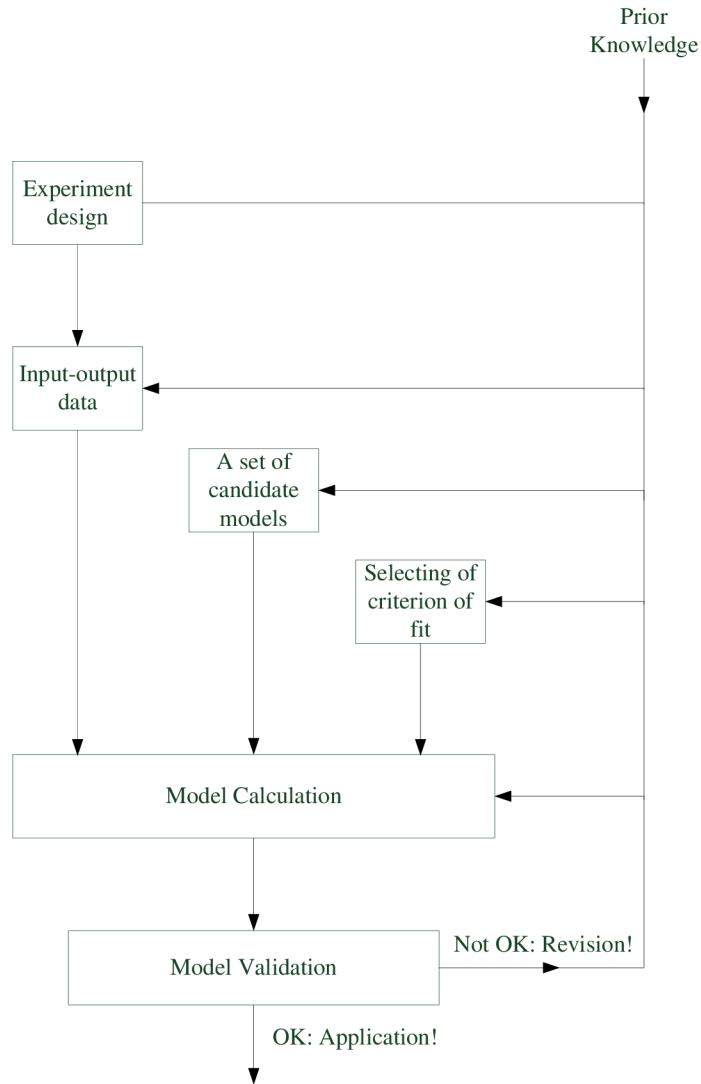 Prior
Knowledge
Experiment
design
Input-output
data
A set of
candidate
models
Selecting of
criterion of
fit
Model Calculation
Not OK: Revision!
Model Validation
OK: Application!